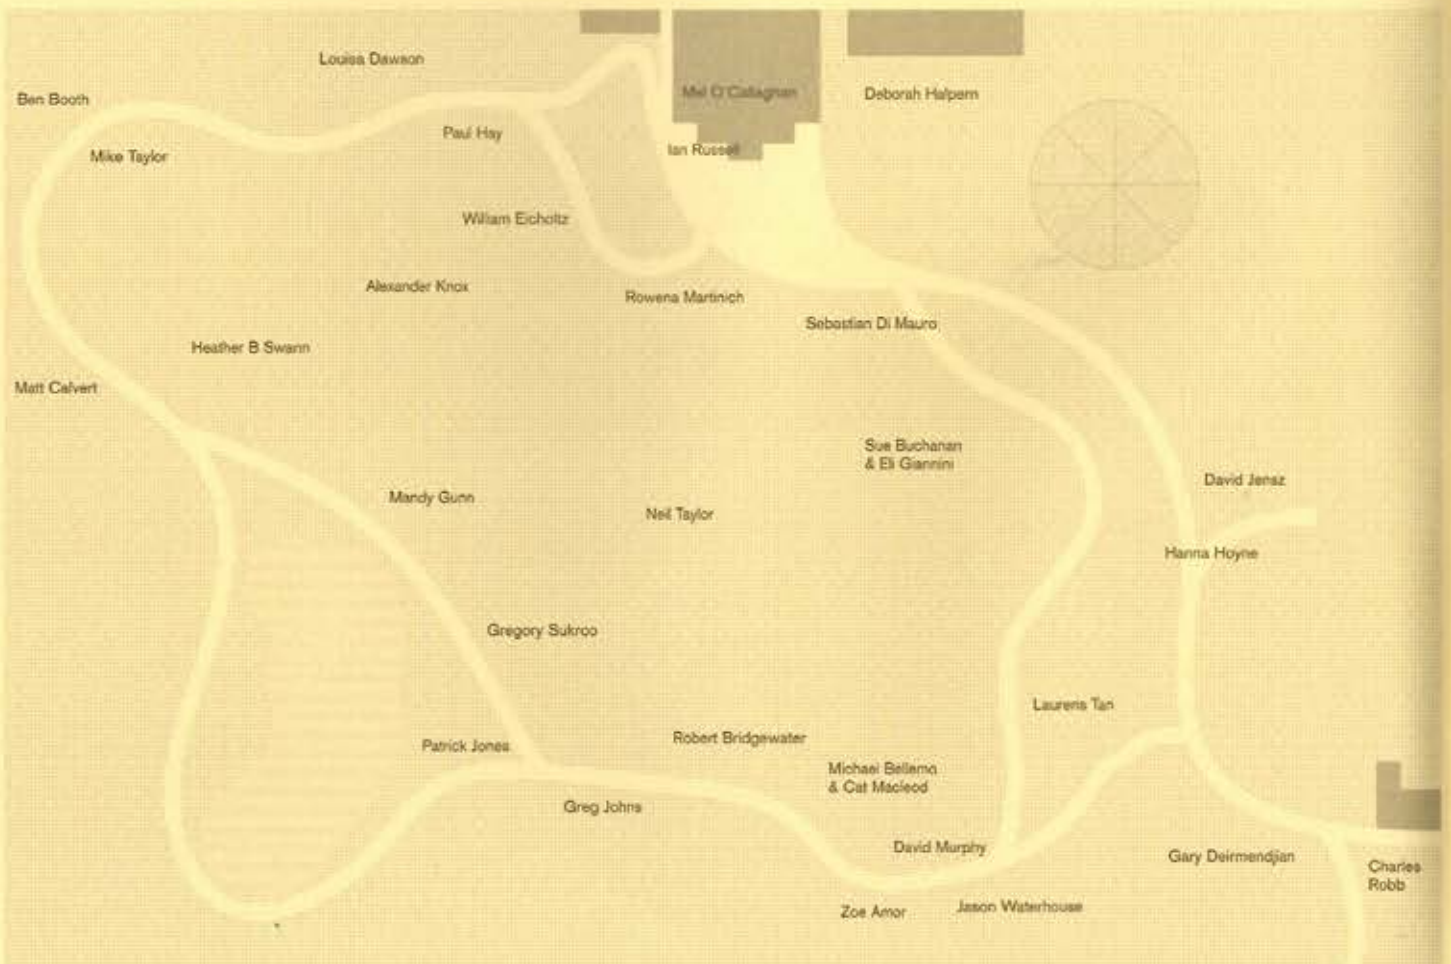 Louisa Dawson
Mel O'Callaghan
Deborah Halpern
Ben Booth
Paul Hay
Ian Russell
Mike Taylor
William Eicholtz
Alexander Knox
Rowena Martinich
Sebastian Di Mauro
Heather B Swann
Matt Calvert
Sue Buchanan
& Eli Giannini
David Jensz
Mandy Gunn
Neil Taylor
Hanna Hoyne
Gregory Sukroo
Laurens Tan
Robert Bridgewater
Patrick Jones
Michael Bellemo
& Cat Macleod
Greg Johns
David Murphy
Gary Deirmendjian
Charles
Robb
Zoe Amor
Jason Waterhouse